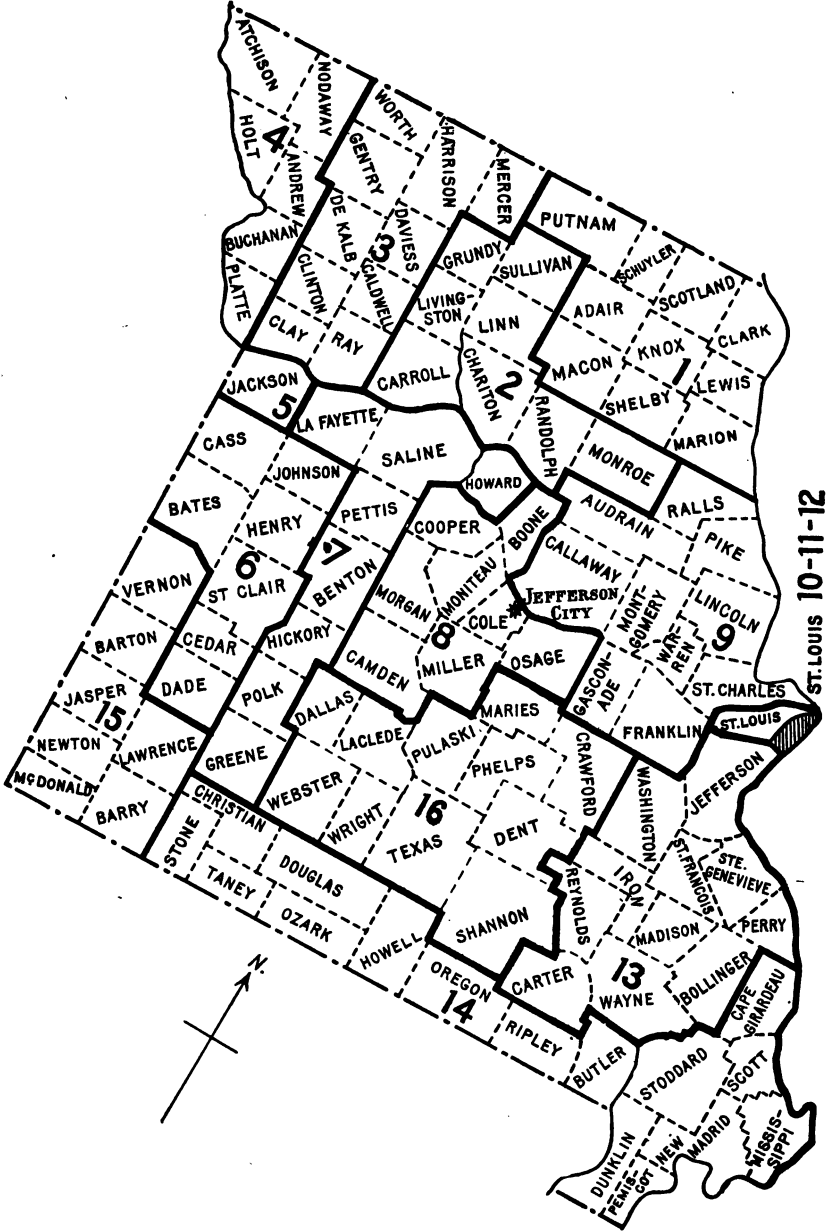 ATCHISON
NODAWAY
HOLT
4
ANDREW
WORTH
GENTRY
HARRISON
MERCER
DE KALB
DAVIESS
3
BUCHANAN
PLATTE
CLINTON
CALDWELL
CLAY
RAY
PUTNAM
SCHUYLER
SCOTLAND
CLARK
ADAIR
KNOX
1
LEWIS
MACON
SHELBY
MARION
GRUNDY
SULLIVAN
LIVING-
STON
LINN
CARROLL
CHARITON
2
RANDOLPH
MONROE
JACKSON
5
LA FAYETTE
SALINE
HOWARD
BOONE
CASS
JOHNSON
BATES
HENRY
6
ST CLAIR
PETTIS
7
BENTON
COOPER
MONITEAU
MORGAN
COLE
8
JEFFERSON
CITY
MILLER
OSAGE
CAMDEN
AUDRAIN
RALLS
PIKE
CALLAWAY
MONT-
GOMERY
LINCOLN
9
WAR-
REN
ST. CHARLES
GASCON-
ADE
FRANKLIN
ST. LOUIS
ST. LOUIS 10-11-12
VERNON
BARTON
CEDAR
HICKORY
DADE
POLK
JASPER
15
NEWTON
LAWRENCE
MCDONALD
BARRY
GREENE
DALLAS
LACLEDE
PULASKI
MARIES
PHELPS
CRAWFORD
WEBSTER
WRIGHT
16
TEXAS
DENT
SHANNON
WASHINGTON
JEFFERSON
ST. FRANCOIS
STE.
GENEVIEVE
IRON
REYNOLDS
MADISON
PERRY
13
WAYNE
BOLLINGER
CAPE
GIRARDEAU
CARTER
CHRISTIAN
STONE
TANEY
DOUGLAS
OZARK
HOWELL
OREGON
14
RIPLEY
BUTLER
STODDARD
SCOTT
MISSIS-
SIPPI
NEW
MADRID
DUNKLIN
PEMIS-
COT
N.